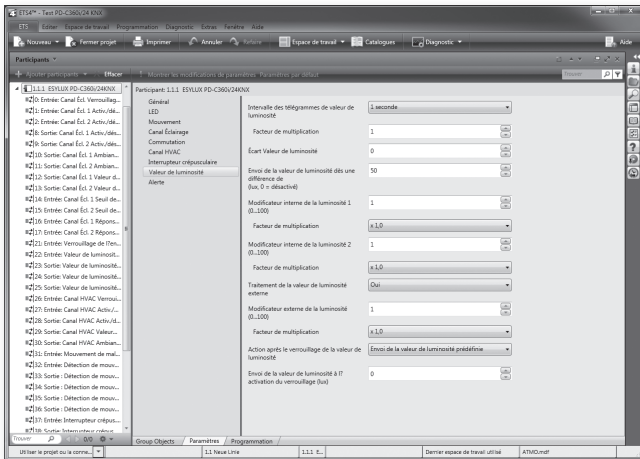 ETS4™ - Test PD-C360i/24 KNX
ETS Editer Espace de travail Programmation Diagnostic Extras Fenêtre Aide
Nouveau Fermer projet Imprimer Annuler Refaire Espace de travail Catalogues Diagnostic Aide
Participants
Ajouter participants Effacer Montrer les modifications de paramètres Paramètres par défaut Trouver
1.1.1 ESYLUX PD-C360i/24KNX
0: Entrée: Canal Écl. Verrouillag...
1: Entrée: Canal Écl. 1 Activ./dés...
2: Entrée: Canal Écl. 2 Activ./dés...
8: Sortie: Canal Écl. 1 Activ./dés...
9: Sortie: Canal Écl. 2 Activ./dés...
10: Sortie: Canal Écl. 1 Ambian...
11: Sortie: Canal Écl. 2 Ambian...
12: Sortie: Canal Écl. 1 Valeur d...
13: Sortie: Canal Écl. 2 Valeur d...
14: Entrée: Canal Écl. 1 Seuil de...
15: Entrée: Canal Écl. 2 Seuil de...
16: Entrée: Canal Écl. 1 Répons...
17: Entrée: Canal Écl. 2 Répons...
21: Entrée: Verrouillage de l?en...
22: Entrée: Valeur de luminosit...
23: Sortie: Valeur de luminosité...
24: Sortie: Valeur de luminosité...
25: Sortie: Valeur de luminosité...
26: Entrée: Canal HVAC Verroui...
27: Entrée: Canal HVAC Activ./...
28: Sortie: Canal HVAC Activ./d...
29: Sortie: Canal HVAC Valeur...
30: Sortie: Canal HVAC Ambian...
31: Entrée: Mouvement de mal...
32: Entrée: Détection de mouv...
33: Sortie : Détection de mouv...
34: Sortie : Détection de mouv...
35: Sortie : Détection de mouv...
36: Sortie : Détection de mouv...
37: Entrée: Interrupteur crépus...
38: Sortie: Interrupteur crépus...
Trouver 0/0
Participant: 1.1.1 ESYLUX PD-C360i/24KNX
Général
LED
Mouvement
Canal Éclairage
Commutation
Canal HVAC
Interrupteur crépusculaire
Valeur de luminosité
Alerte
Intervalle des télégrammes de valeur de luminosité 1 seconde
Facteur de multiplication 1
Écart Valeur de luminosité 0
Envoi de la valeur de luminosité dès une différence de
(lux, 0 = désactivé) 50
Modificateur interne de la luminosité 1
(0...100) 1
Facteur de multiplication x 1,0
Modificateur interne de la luminosité 2
(0...100) 1
Facteur de multiplication x 1,0
Traitement de la valeur de luminosité externe Oui
Modificateur externe de la luminosité
(0...100) 1
Facteur de multiplication x 1,0
Action après le verrouillage de la valeur de luminosité Envoi de la valeur de luminosité prédéfinie
Envoi de la valeur de luminosité à l?
activation du verrouillage (lux) 0
Group Objects Paramètres Programmation
Utiliser le projet ou la conne... 1.1 Neue Linie 1.1.1 E... Dernier espace de travail utilisé ATMO.mdf